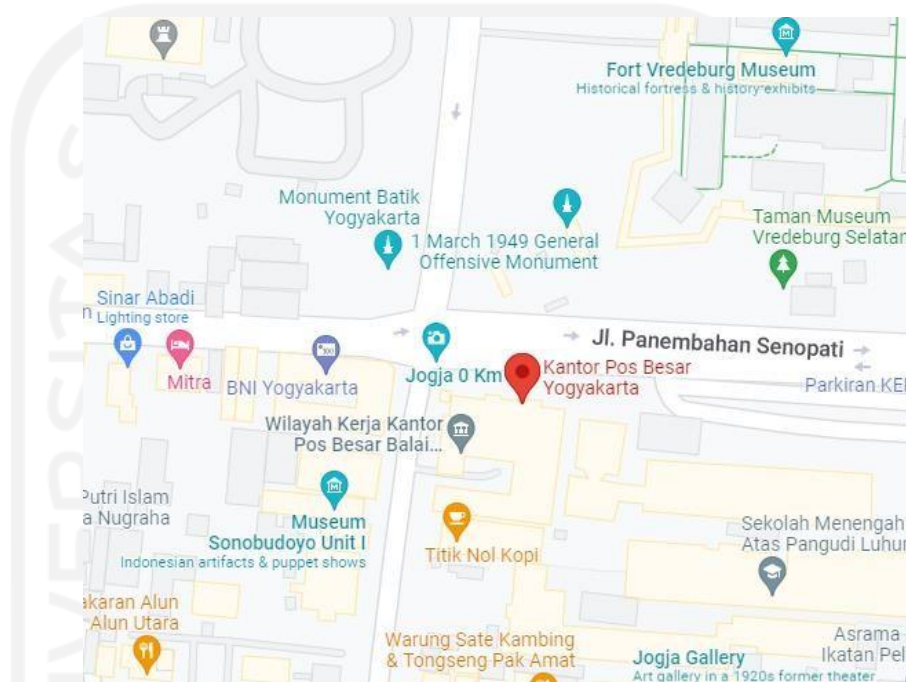 Fort Vredeburg Museum
Historical fortress & history exhibits
Monument Batik
Yogyakarta
1 March 1949 General
Offensive Monument
Taman Museum
Vredeburg Selatan
Sinar Abadi
Lighting store
Mitra
BNI Yogyakarta
Jogja 0 Km
Jl. Panembahan Senopati
Kantor Pos Besar
Yogyakarta
Parkiran KE
Wilayah Kerja Kantor
Pos Besar Balai...
Putri Islam
a Nugraha
Museum
Sonobudoyo Unit I
Indonesian artifacts & puppet shows
Titik Nol Kopi
Sekolah Menengah
Atas Pangudi Luhur
akaran Alun
Alun Utara
Warung Sate Kambing
& Tongseng Pak Amat
Jogja Gallery
Art gallery in a 1920s former theater
Asrama
Ikatan Pel